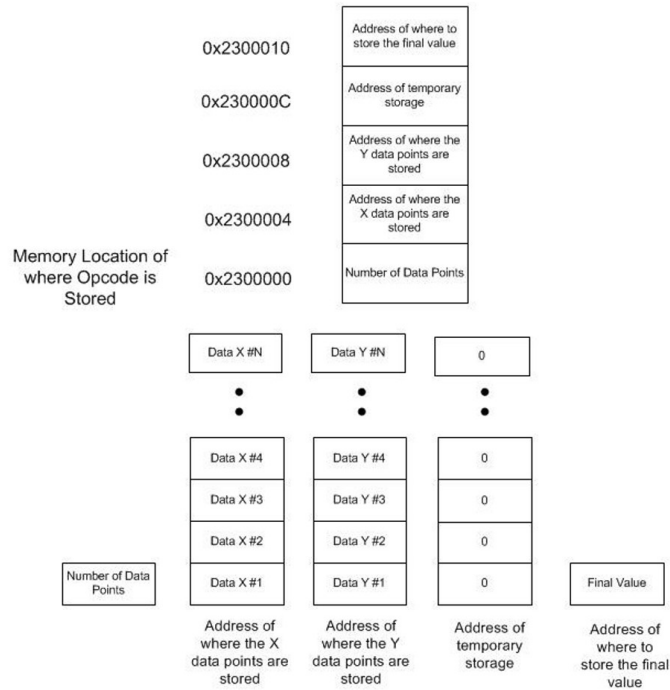 0x2300010
Address of where to
store the final value
0x230000C
Address of temporary
storage
0x2300008
Address of where the
Y data points are
stored
0x2300004
Address of where the
X data points are
stored
Memory Location of
where Opcode is
Stored
0x2300000
Number of Data Points
Data X #N
Data Y #N
0
Data X #4
Data Y #4
0
Data X #3
Data Y #3
0
Data X #2
Data Y #2
0
Number of Data
Points
Data X #1
Data Y #1
0
Final Value
Address of
where the X
data points are
stored
Address of
where the Y
data points are
stored
Address of
temporary
storage
Address of
where to
store the final
value